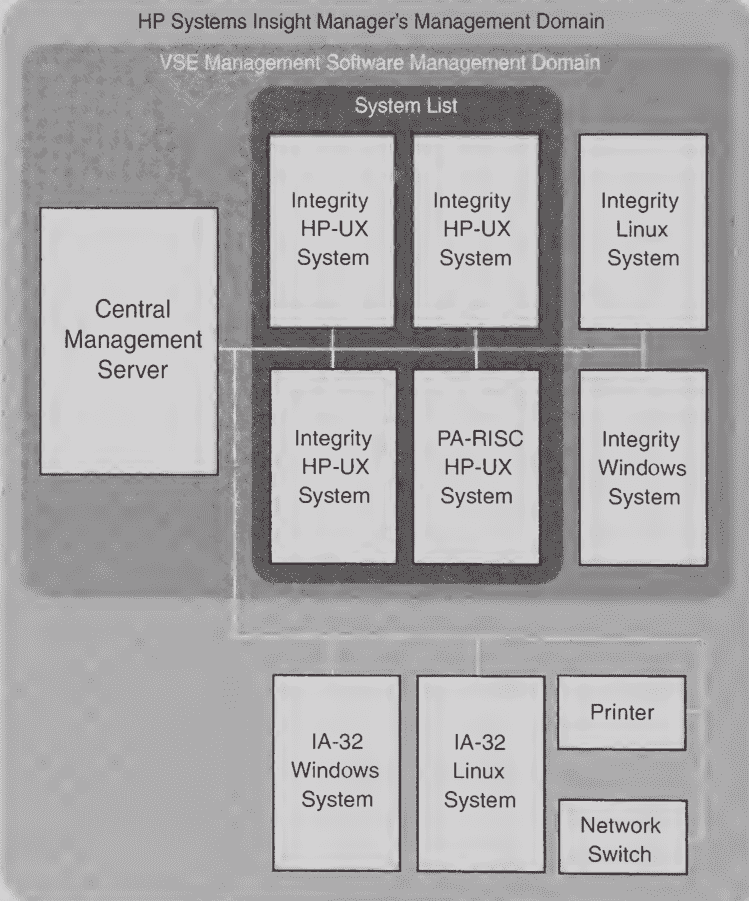 HP Systems Insight Manager's Management Domain
VSE Management Software Management Domain
System List
Integrity
HP-UX
System
Integrity
HP-UX
System
Integrity
Linux
System
Central
Management
Server
Integrity
HP-UX
System
PA-RISC
HP-UX
System
Integrity
Windows
System
IA-32
Windows
System
IA-32
Linux
System
Printer
Network
Switch